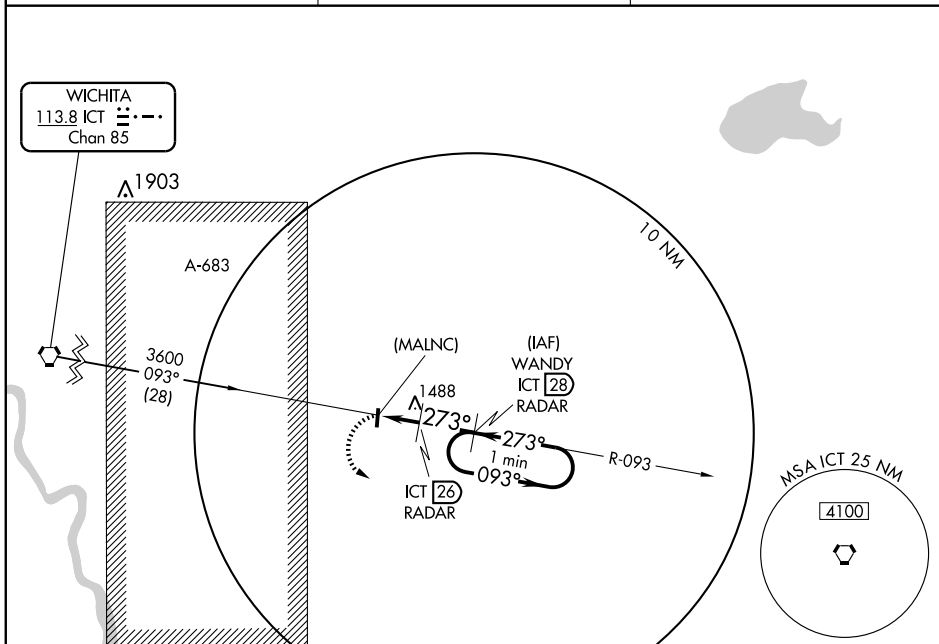 WICHITA
113.8 ICT
Chan 85
1903
A-683
10 NM
3600
093°
(28)
(MALNC)
(IAF)
WANDY
ICT 28
RADAR
1488
273°
273°
1 min
093°
R-093
ICT 26
RADAR
MSA ICT 25 NM
4100